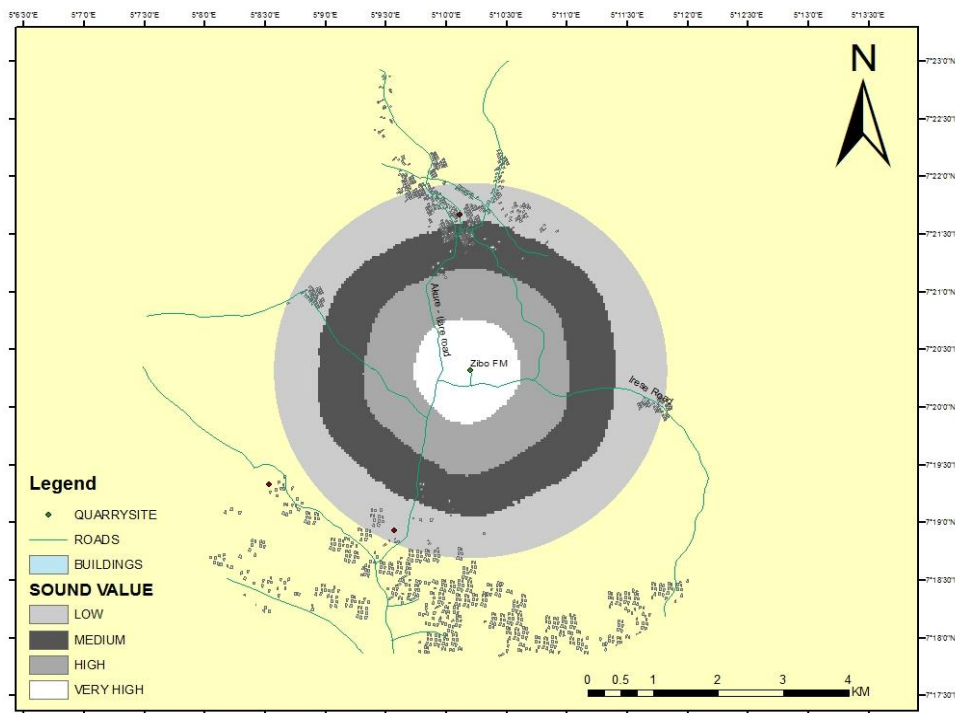 5°6'30"E 5°7'0"E 5°7'30"E 5°8'0"E 5°8'30"E 5°9'0"E 5°9'30"E 5°10'0"E 5°10'30"E 5°11'0"E 5°11'30"E 5°12'0"E 5°12'30"E 5°13'0"E 5°13'30"E
N
7°23'0"N
7°22'30"N
7°22'0"N
7°21'30"N
7°21'0"N
7°20'30"N
7°20'0"N
7°19'30"N
7°19'0"N
7°18'30"N
7°18'0"N
7°17'30"N
Akure - Ijare road
Zibo FM
Irese Road
Legend
QUARRYSITE
ROADS
BUILDINGS
SOUND VALUE
LOW
MEDIUM
HIGH
VERY HIGH
0 0.5 1 2 3 4
KM